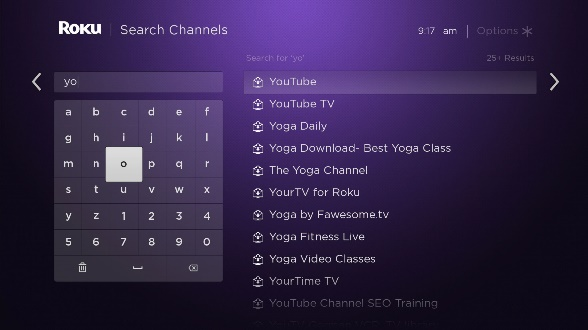 Roku | Search Channels
9:17 am | Options
Search for 'yo'
25+ Results
yo
a b c d e f
g h i j k l
m n o p q r
s t u v w x
y z 1 2 3 4
5 6 7 8 9 0
YouTube
YouTube TV
Yoga Daily
Yoga Download- Best Yoga Class
The Yoga Channel
YourTV for Roku
Yoga by Fawesome.tv
Yoga Fitness Live
Yoga Video Classes
YourTime TV
YouTube Channel SEO Training